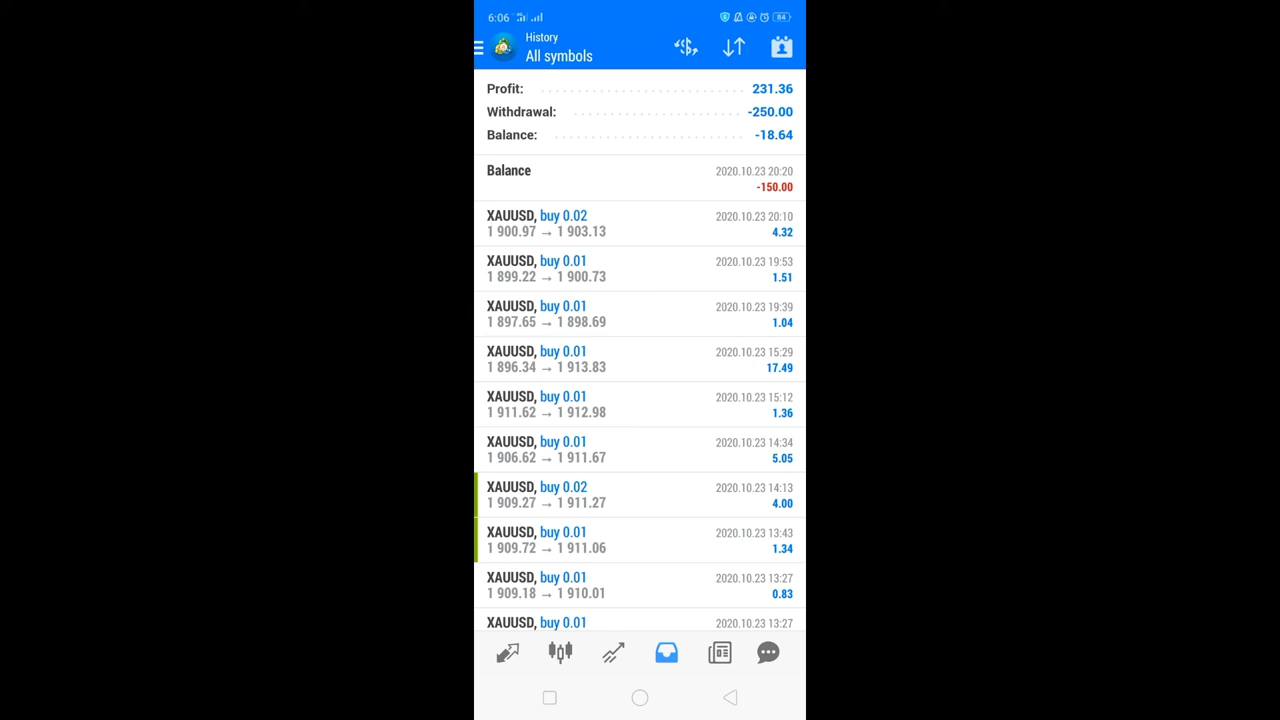 6:06 84
History
All symbols
Profit: 231.36
Withdrawal: -250.00
Balance: -18.64
Balance 2020.10.23 20:20
-150.00
XAUUSD, buy 0.02 2020.10.23 20:10
1 900.97 → 1 903.13 4.32
XAUUSD, buy 0.01 2020.10.23 19:53
1 899.22 → 1 900.73 1.51
XAUUSD, buy 0.01 2020.10.23 19:39
1 897.65 → 1 898.69 1.04
XAUUSD, buy 0.01 2020.10.23 15:29
1 896.34 → 1 913.83 17.49
XAUUSD, buy 0.01 2020.10.23 15:12
1 911.62 → 1 912.98 1.36
XAUUSD, buy 0.01 2020.10.23 14:34
1 906.62 → 1 911.67 5.05
XAUUSD, buy 0.02 2020.10.23 14:13
1 909.27 → 1 911.27 4.00
XAUUSD, buy 0.01 2020.10.23 13:43
1 909.72 → 1 911.06 1.34
XAUUSD, buy 0.01 2020.10.23 13:27
1 909.18 → 1 910.01 0.83
XAUUSD, buy 0.01 2020.10.23 13:27